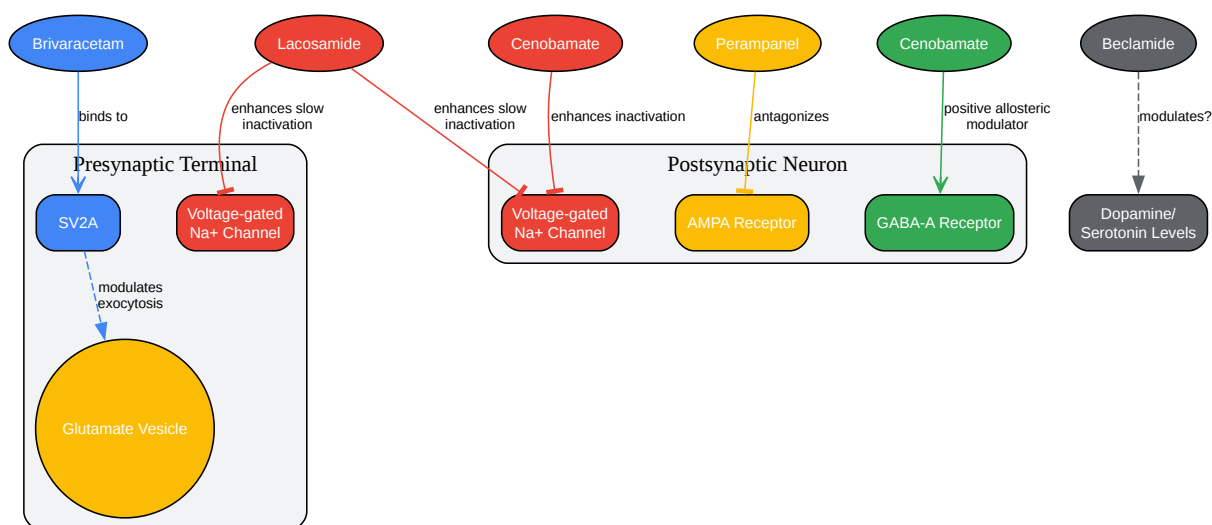 Brivaracetam
Lacosamide
Cenobamate
Perampanel
Cenobamate
Beclamide
binds to
enhances slow
inactivation
enhances slow
inactivation
enhances inactivation
antagonizes
positive allosteric
modulator
modulates?
Presynaptic Terminal
Postsynaptic Neuron
SV2A
Voltage-gated
Na+ Channel
Voltage-gated
Na+ Channel
AMPA Receptor
GABA-A Receptor
Dopamine/
Serotonin Levels
modulates
exocytosis
Glutamate Vesicle